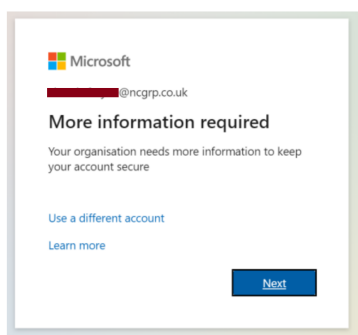 Microsoft
@ncgrp.co.uk
More information required
Your organisation needs more information to keep
your account secure
Use a different account
Learn more
Next